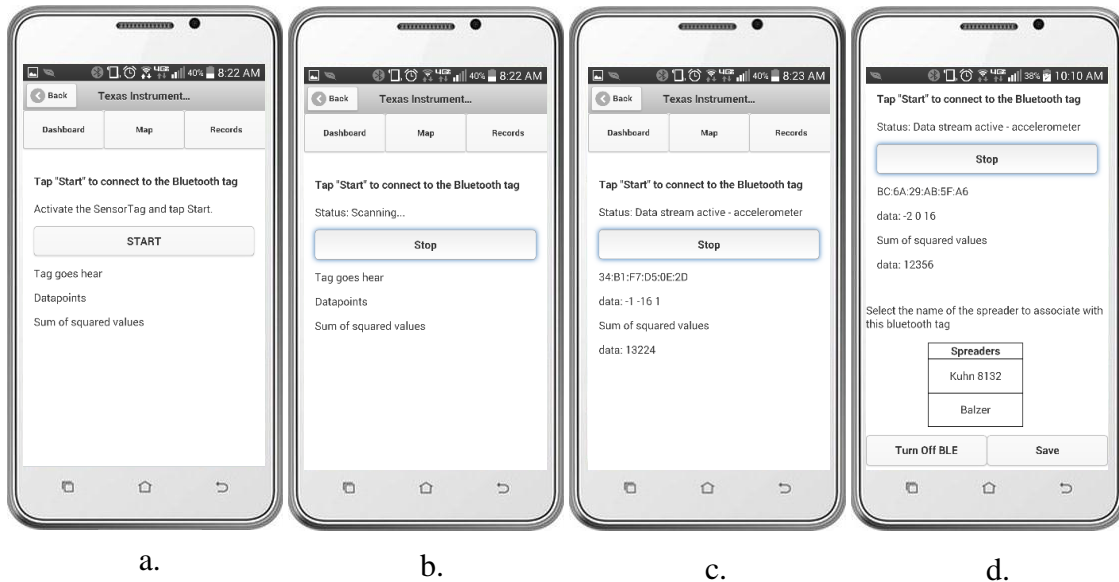 40% 8:22 AM
Back Texas Instrument...
Dashboard Map Records
Tap "Start" to connect to the Bluetooth tag
Activate the SensorTag and tap Start.
START
Tag goes hear
Datapoints
Sum of squared values
a.
40% 8:22 AM
Back Texas Instrument...
Dashboard Map Records
Tap "Start" to connect to the Bluetooth tag
Status: Scanning...
Stop
Tag goes hear
Datapoints
Sum of squared values
b.
40% 8:23 AM
Back Texas Instrument...
Dashboard Map Records
Tap "Start" to connect to the Bluetooth tag
Status: Data stream active - accelerometer
Stop
34:B1:F7:D5:0E:2D
data: -1 -16 1
Sum of squared values
data: 13224
c.
38% 10:10 AM
Tap "Start" to connect to the Bluetooth tag
Status: Data stream active - accelerometer
Stop
BC:6A:29:AB:5F:A6
data: -2 0 16
Sum of squared values
data: 12356
Select the name of the spreader to associate with
this bluetooth tag
Spreaders
Kuhn 8132
Balzer
Turn Off BLE Save
d.